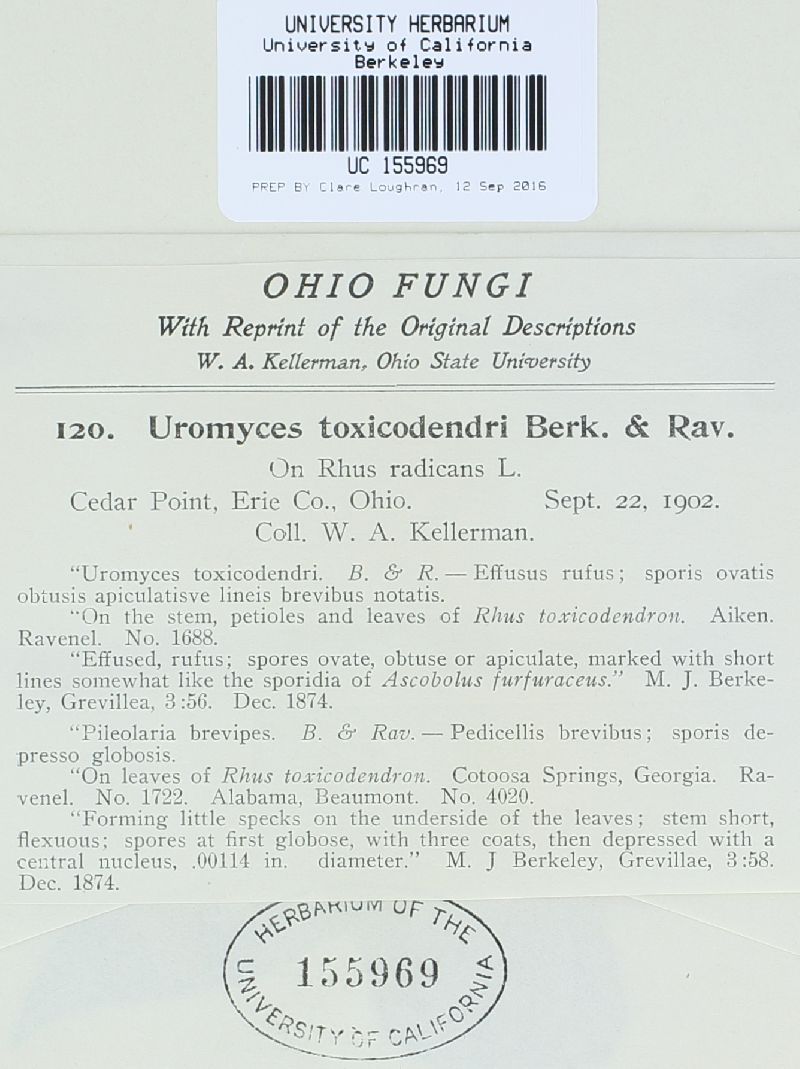 UNIVERSITY HERBARIUM
University of California
Berkeley
UC 155969
PREP BY Clare Loughran, 12 Sep 2016
OHIO FUNGI
With Reprint of the Original Descriptions
W. A. Kellerman, Ohio State University
120. Uromyces toxicodendri Berk. & Rav.
On Rhus radicans L.
Cedar Point, Erie Co., Ohio. Sept. 22, 1902.
Coll. W. A. Kellerman.
“Uromyces toxicodendri. B. & R. — Effusus rufus; sporis ovatis
obtusis apiculatisve lineis brevibus notatis.
“On the stem, petioles and leaves of Rhus toxicodendron. Aiken.
Ravenel. No. 1688.
“Effused, rufus; spores ovate, obtuse or apiculate, marked with short
lines somewhat like the sporidia of Ascobolus furfuraceus.” M. J. Berke-
ley, Grevillea, 3:56. Dec. 1874.
“Pileolaria brevipes. B. & Rav. — Pedicellis brevibus; sporis de-
presso globosis.
“On leaves of Rhus toxicodendron. Cotoosa Springs, Georgia. Ra-
venel. No. 1722. Alabama, Beaumont. No. 4020.
“Forming little specks on the underside of the leaves; stem short,
flexuous; spores at first globose, with three coats, then depressed with a
central nucleus, .00114 in. diameter.” M. J Berkeley, Grevillae, 3:58.
Dec. 1874.
HERBARIUM OF THE
155969
UNIVERSITY OF CALIFORNIA